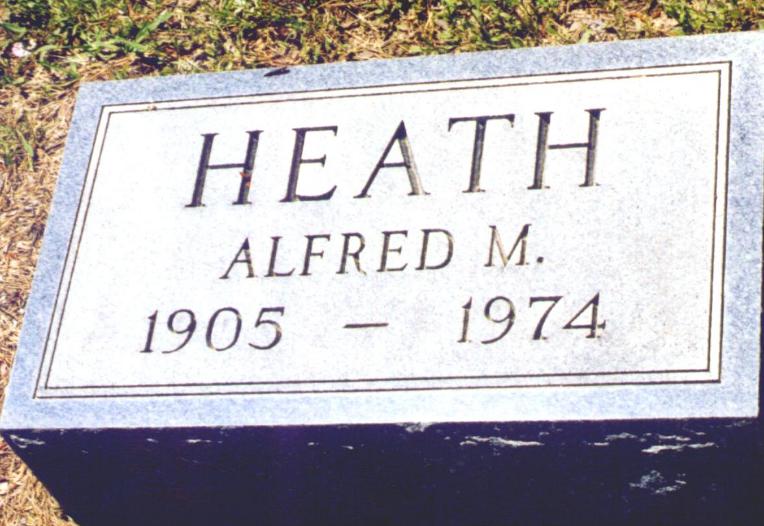 HEATH
ALFRED M.
1905 — 1974